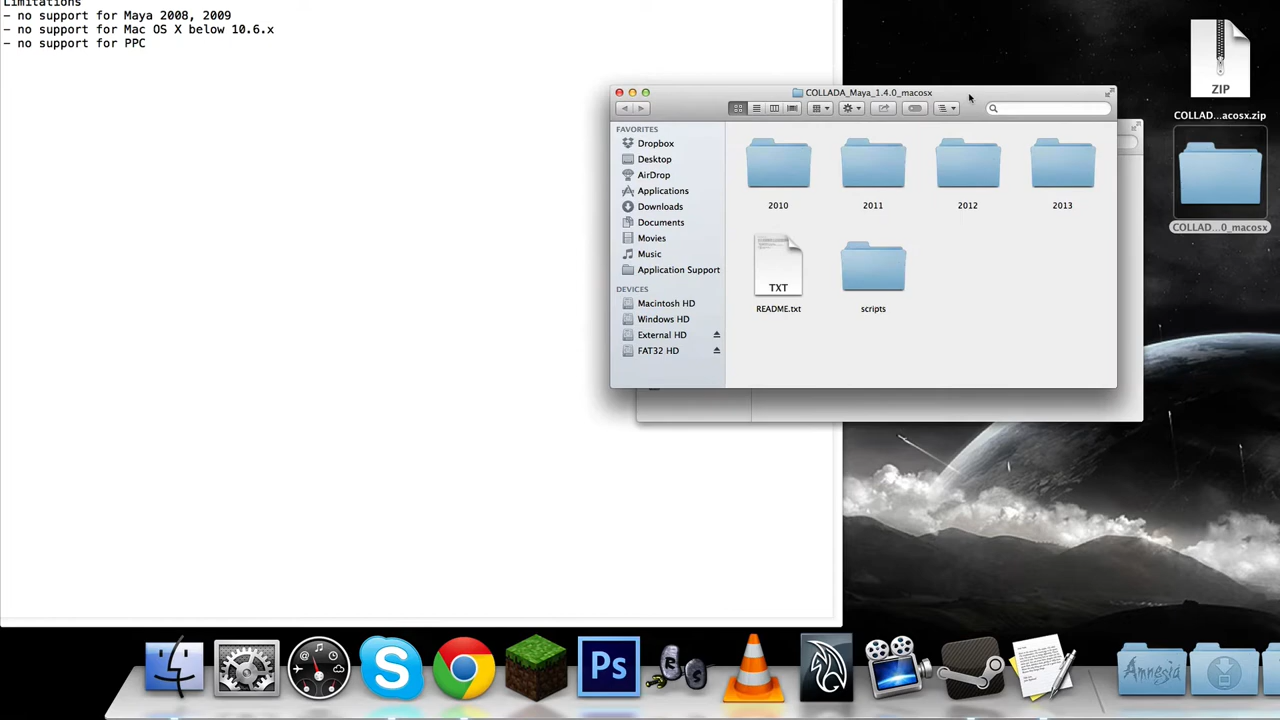 Limitations
- no support for Maya 2008, 2009
- no support for Mac OS X below 10.6.x
- no support for PPC
COLLADA_Maya_1.4.0_macosx
FAVORITES
Dropbox
Desktop
AirDrop
Applications
Downloads
Documents
Movies
Music
Application Support
DEVICES
Macintosh HD
Windows HD
External HD
FAT32 HD
2010
2011
2012
2013
TXT
README.txt
scripts
ZIP
COLLAD...acosx.zip
COLLAD...0_macosx
Ps
Amnesia